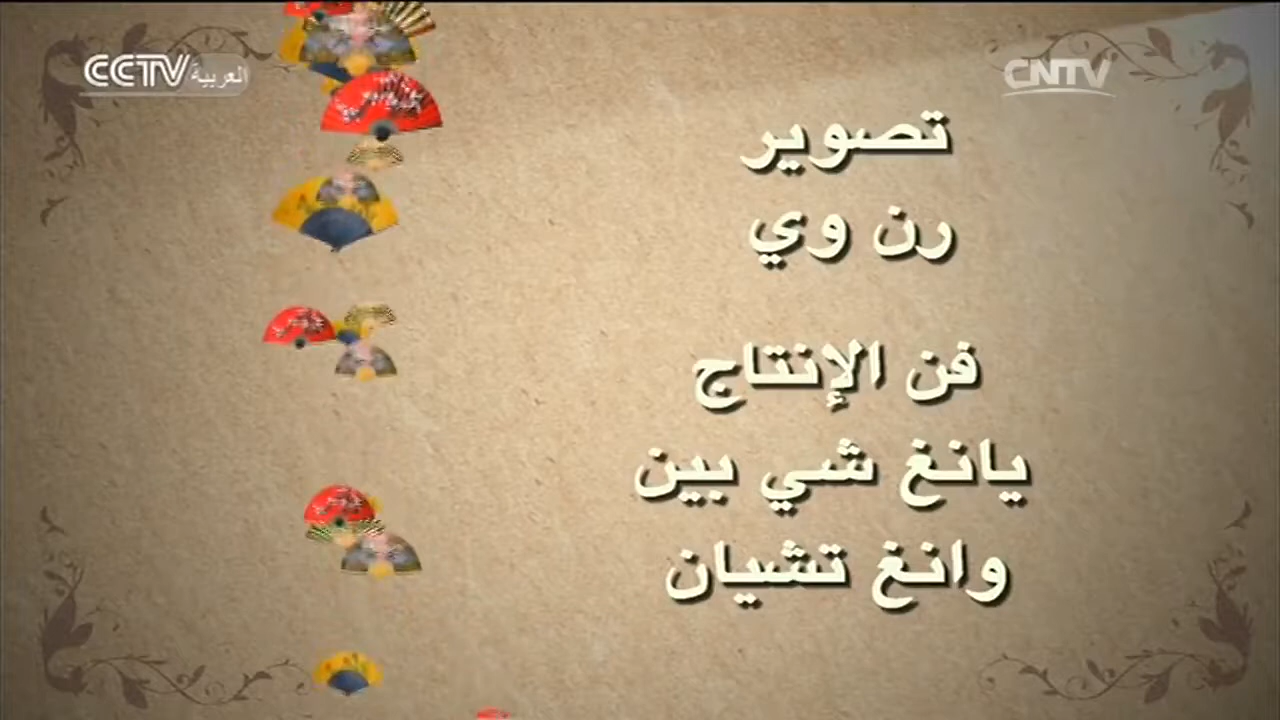 CCTV العربية
CNTV
تصوير
رن وي
فن الإنتاج
يانغ شي بين
وانغ تشيان